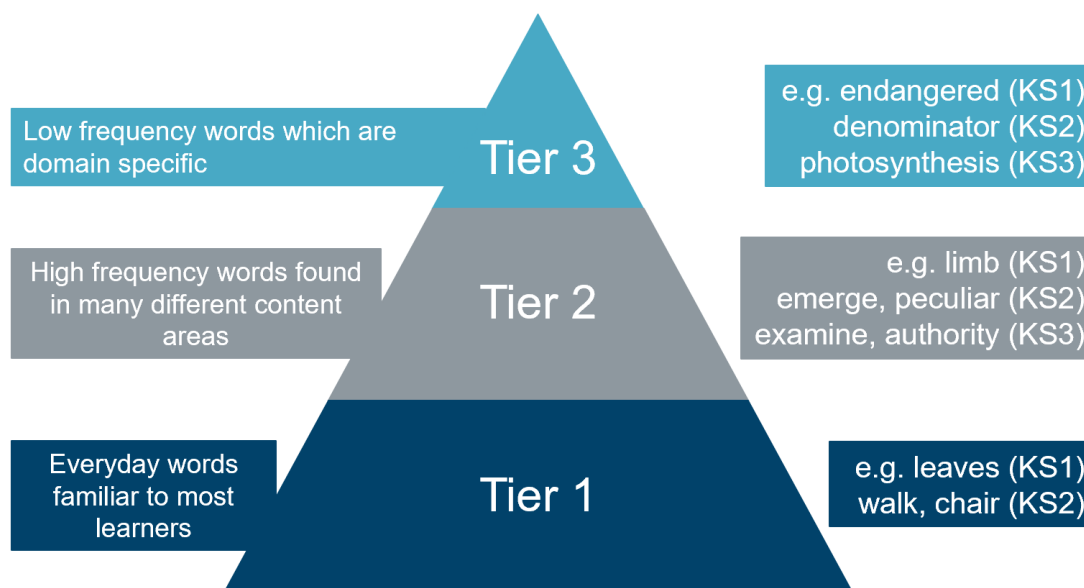 Low frequency words which are
domain specific
Tier 3
e.g. endangered (KS1)
denominator (KS2)
photosynthesis (KS3)
High frequency words found
in many different content
areas
Tier 2
e.g. limb (KS1)
emerge, peculiar (KS2)
examine, authority (KS3)
Everyday words
familiar to most
learners
Tier 1
e.g. leaves (KS1)
walk, chair (KS2)